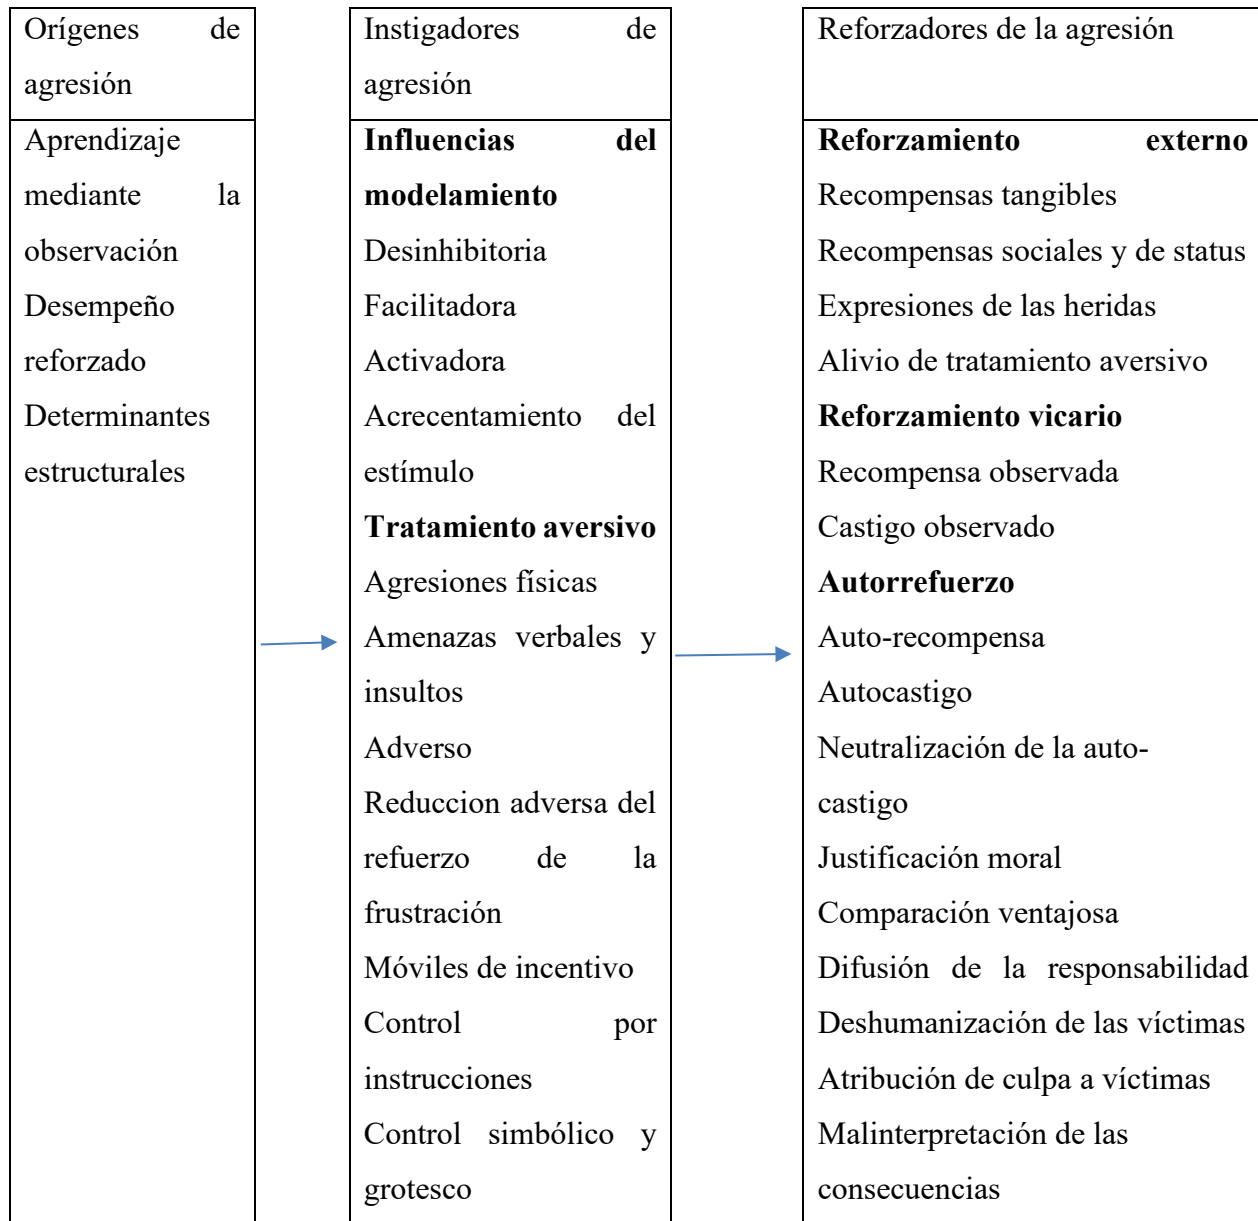 Orígenes de
agresión
Aprendizaje
mediante la
observación
Desempeño
reforzado
Determinantes
estructurales
Instigadores de
agresión
Influencias del
modelamiento
Desinhibitoria
Facilitadora
Activadora
Acrecentamiento del
estímulo
Tratamiento aversivo
Agresiones físicas
Amenazas verbales y
insultos
Adverso
Reduccion adversa del
refuerzo de la
frustración
Móviles de incentivo
Control por
instrucciones
Control simbólico y
grotesco
Reforzadores de la agresión
Reforzamiento externo
Recompensas tangibles
Recompensas sociales y de status
Expresiones de las heridas
Alivio de tratamiento aversivo
Reforzamiento vicario
Recompensa observada
Castigo observado
Autorrefuerzo
Auto-recompensa
Autocastigo
Neutralización de la auto-
castigo
Justificación moral
Comparación ventajosa
Difusión de la responsabilidad
Deshumanización de las víctimas
Atribución de culpa a víctimas
Malinterpretación de las
consecuencias